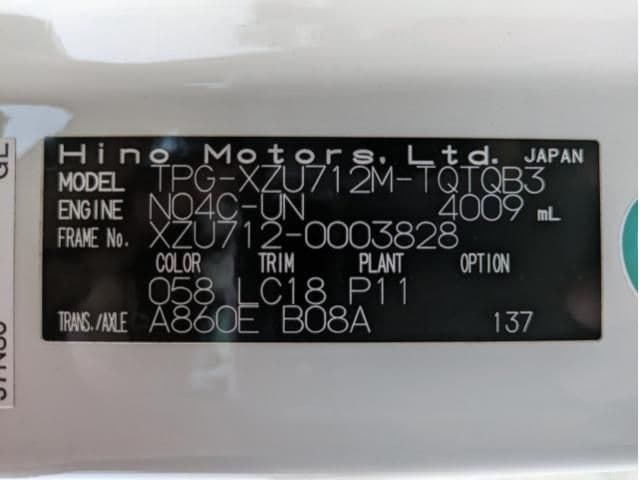 Hino Motors, Ltd. JAPAN
MODEL TPG-XZU712M-TQTQB3
ENGINE N04C-UN 4009 mL
FRAME No. XZU712-0003828
COLOR TRIM PLANT OPTION
058 LC18 P11
TRANS./AXLE A860E B08A 137